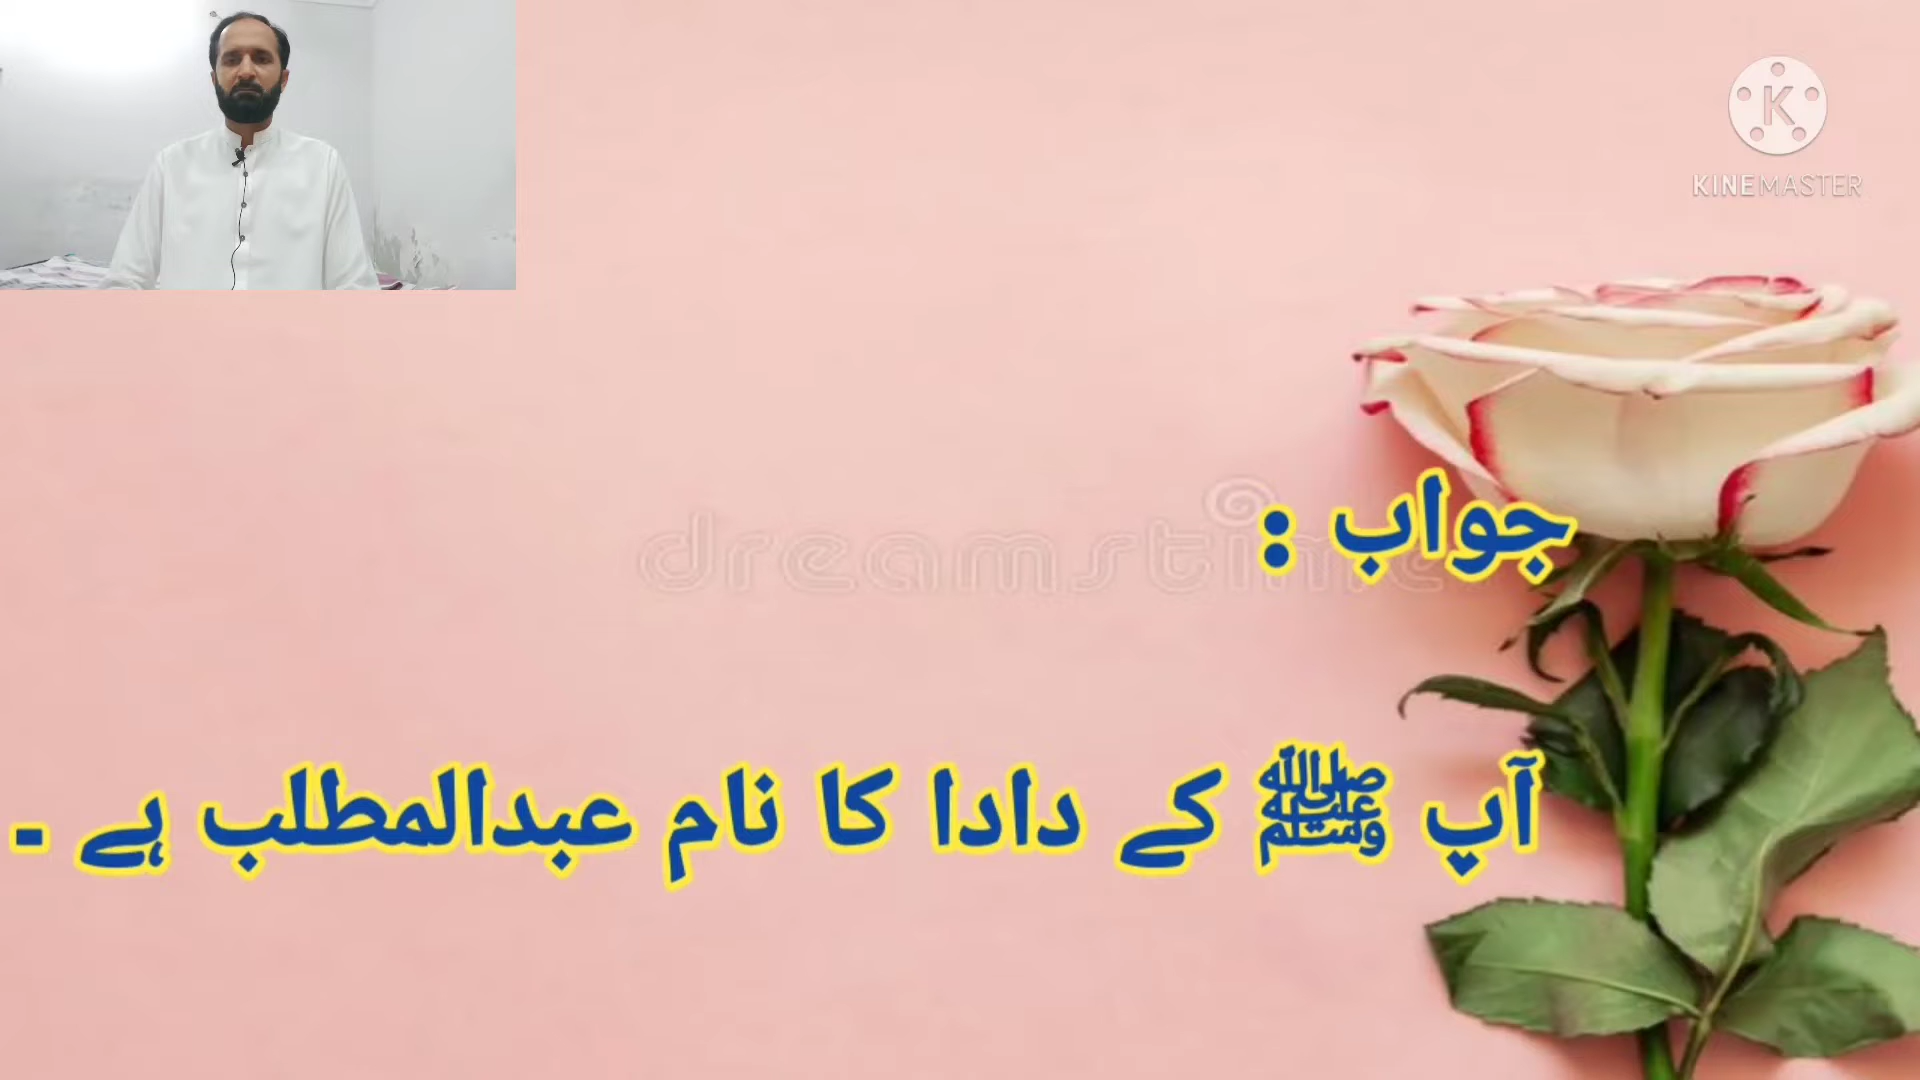 KINEMASTER
dreamstime
جواب :
آپ ﷺ کے دادا کا نام عبدالمطلب ہے ۔